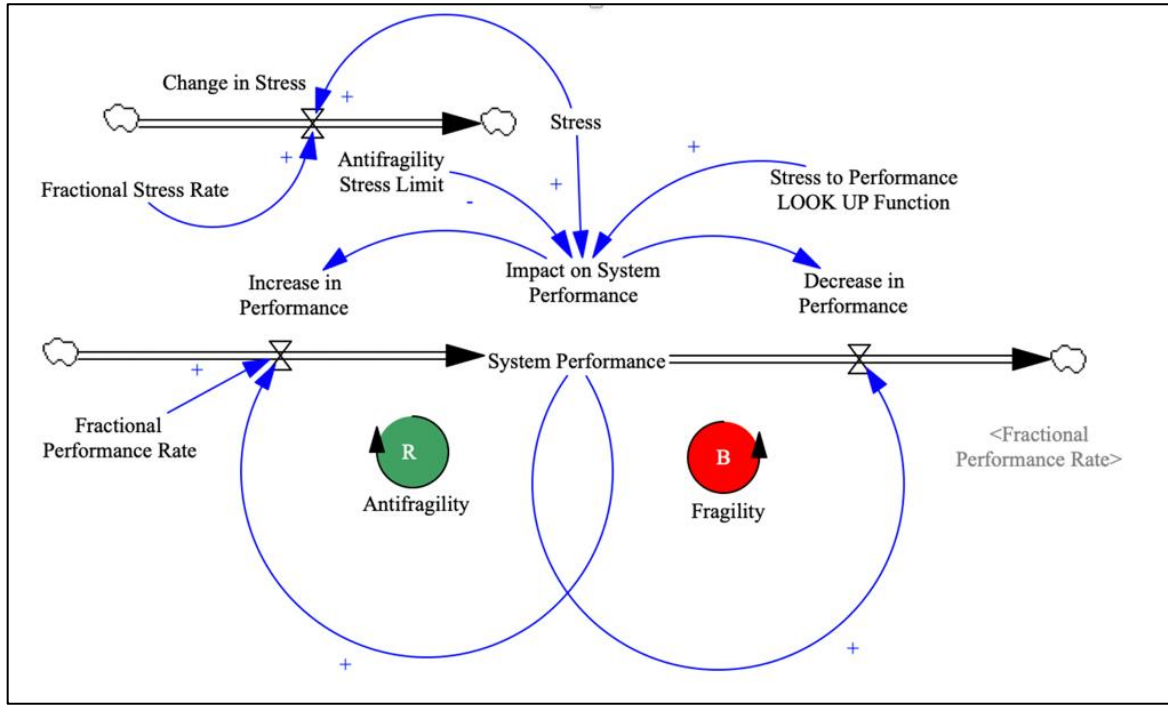 Change in Stress
+
Stress
+
Fractional Stress Rate
Antifragility
Stress Limit
-
+
+
Stress to Performance
LOOK UP Function
Increase in
Performance
Impact on System
Performance
Decrease in
Performance
System Performance
+
Fractional
Performance Rate
R
Antifragility
B
Fragility
<Fractional
Performance Rate>
+
+